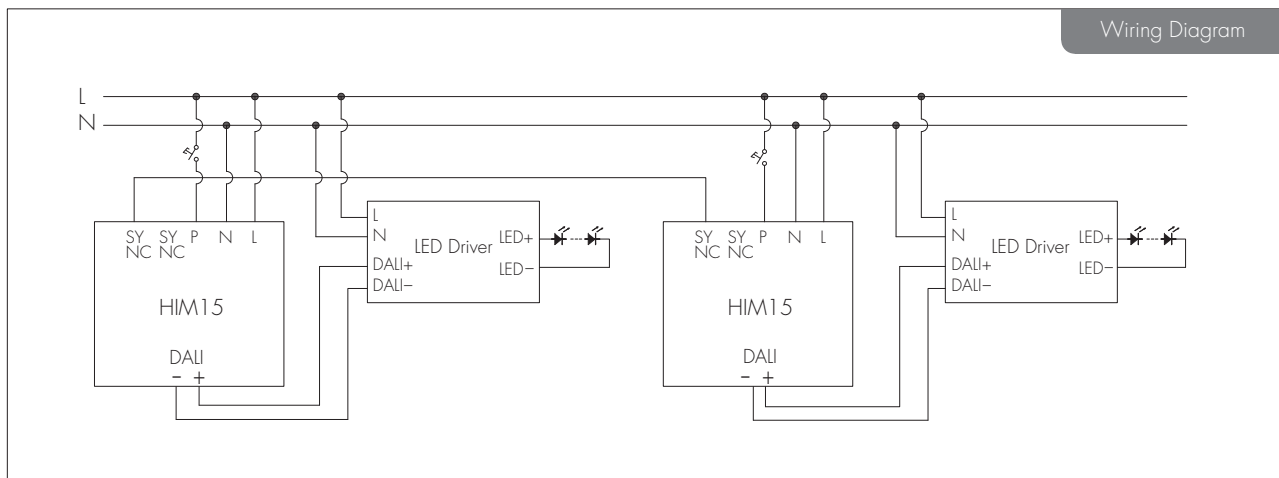 Wiring Diagram
L
N
SY
NC
SY
NC
P
N
L
HIM15
DALI
− +
L
N
DALI+
DALI−
LED Driver
LED+
LED−
SY
NC
SY
NC
P
N
L
HIM15
DALI
− +
L
N
DALI+
DALI−
LED Driver
LED+
LED−